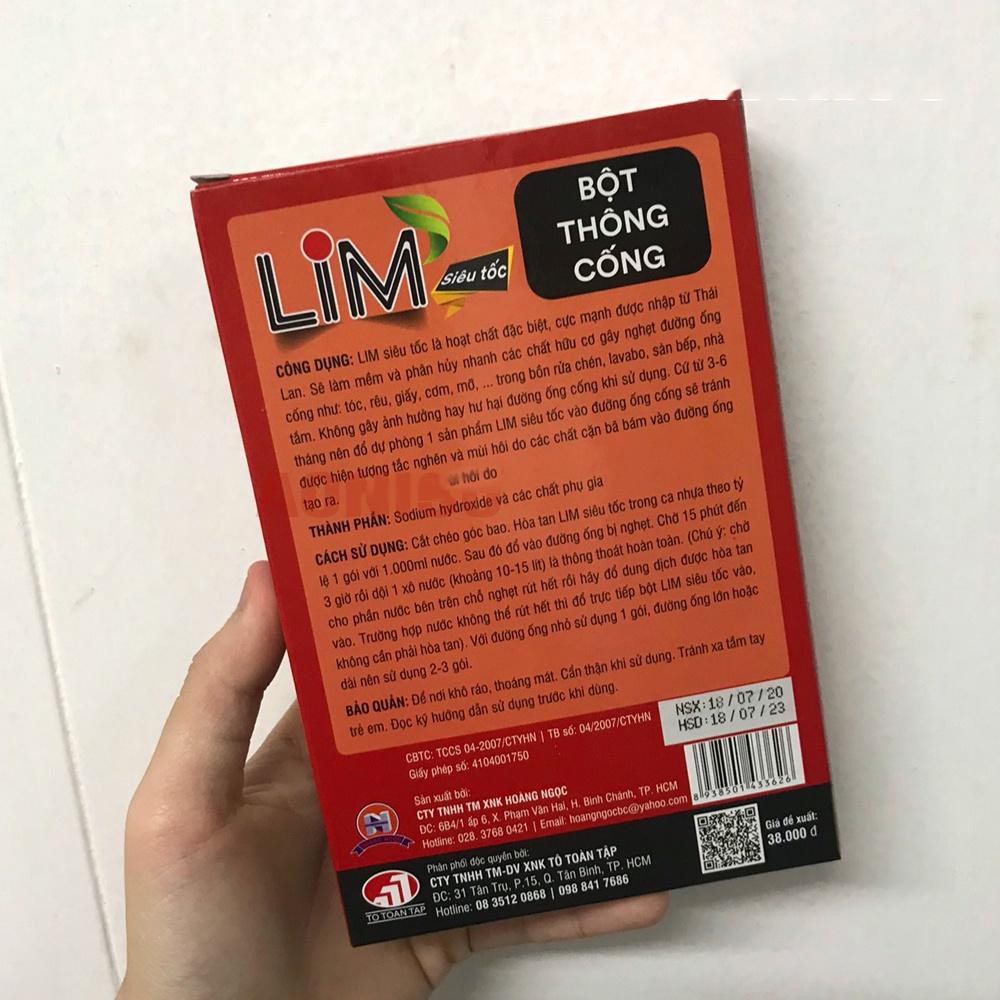 LiM
Siêu tốc
BỘT
THÔNG
CỐNG
CÔNG DỤNG: LIM siêu tốc là hoạt chất đặc biệt, cực mạnh được nhập từ Thái
Lan. Sẽ làm mềm và phân hủy nhanh các chất hữu cơ gây nghẹt đường ống
cống như: tóc, rêu, giấy, cơm, mỡ, ... trong bồn rửa chén, lavabo, sàn bếp, nhà
tắm. Không gây ảnh hưởng hay hư hại đường ống cống khi sử dụng. Cứ từ 3-6
tháng nên đổ dự phòng 1 sản phẩm LIM siêu tốc vào đường ống cống sẽ tránh
được hiện tượng tắc nghẽn và mùi hôi do các chất cặn bã bám vào đường ống
tạo ra.
hôi do
THÀNH PHẦN: Sodium hydroxide và các chất phụ gia
CÁCH SỬ DỤNG: Cắt chéo góc bao. Hòa tan LIM siêu tốc trong ca nhựa theo tỷ
lệ 1 gói với 1.000ml nước. Sau đó đổ vào đường ống bị nghẹt. Chờ 15 phút đến
3 giờ rồi dội 1 xô nước (khoảng 10-15 lít) là thông thoát hoàn toàn. (Chú ý: chờ
cho phần nước bên trên chỗ nghẹt rút hết rồi hãy đổ dung dịch được hòa tan
vào. Trường hợp nước không thể rút hết thì đổ trực tiếp bột LIM siêu tốc vào,
không cần phải hòa tan). Với đường ống nhỏ sử dụng 1 gói, đường ống lớn hoặc
dài nên sử dụng 2-3 gói.
BẢO QUẢN: Để nơi khô ráo, thoáng mát. Cẩn thận khi sử dụng. Tránh xa tầm tay
trẻ em. Đọc kỹ hướng dẫn sử dụng trước khi dùng.
NSX: 18 / 07 / 20
HSD: 18 / 07 / 23
CBTC: TCCS 04-2007/CTYHN | TB số: 04/2007/CTYHN
Giấy phép số: 4104001750
8 938501 433626
Sản xuất bởi:
CTY TNHH TM XNK HOÀNG NGỌC
ĐC: 6B4/1 ấp 6, X. Phạm Văn Hai, H. Bình Chánh, TP. HCM
Hotline: 028. 3768 0421 | Email: hoangngocbc@yahoo.com
Phân phối độc quyền bởi:
CTY TNHH TM-DV XNK TÔ TOÀN TẬP
ĐC: 31 Tân Trụ, P.15, Q. Tân Bình, TP. HCM
Hotline: 08 3512 0868 | 098 841 7686
TO TOAN TAP
Giá đề xuất:
38.000 đ